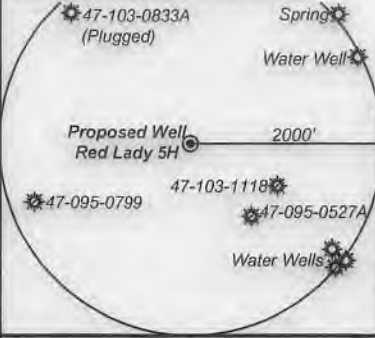 47-103-0833A
(Plugged)
Spring
Water Well
Proposed Well
Red Lady 5H
2000'
47-103-1118
47-095-0799
47-095-0527A
Water Wells